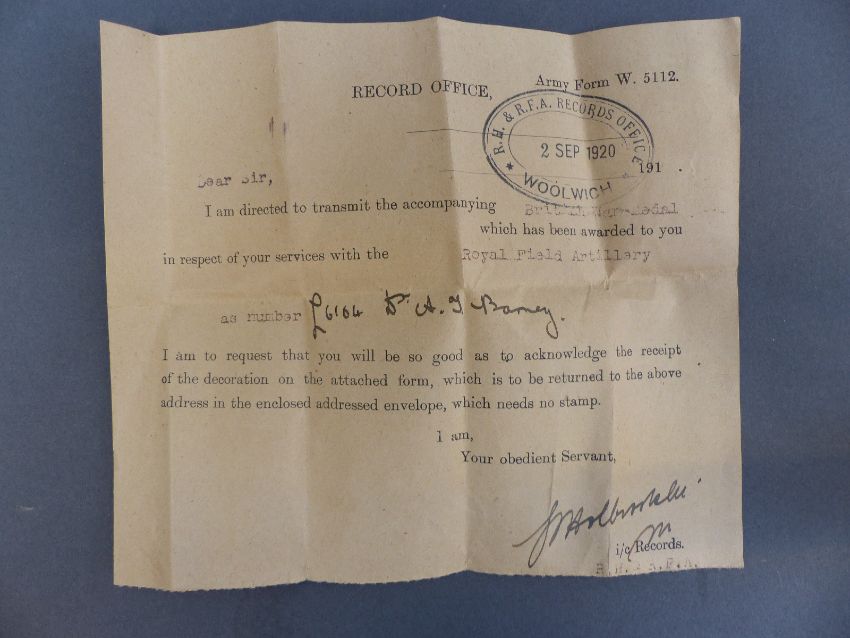 Army Form W. 5112.
RECORD OFFICE,
R.H. & R.F.A. RECORDS OFFICE
2 SEP 1920
WOOLWICH
191 .
Dear Sir,
I am directed to transmit the accompanying British War Medal
which has been awarded to you
in respect of your services with the Royal Field Artillery
as number L 6164 Dr. A. J. Barney.
I am to request that you will be so good as to acknowledge the receipt
of the decoration on the attached form, which is to be returned to the above
address in the enclosed addressed envelope, which needs no stamp.
I am,
Your obedient Servant,
i/c Records.
R.H. & R.F.A.